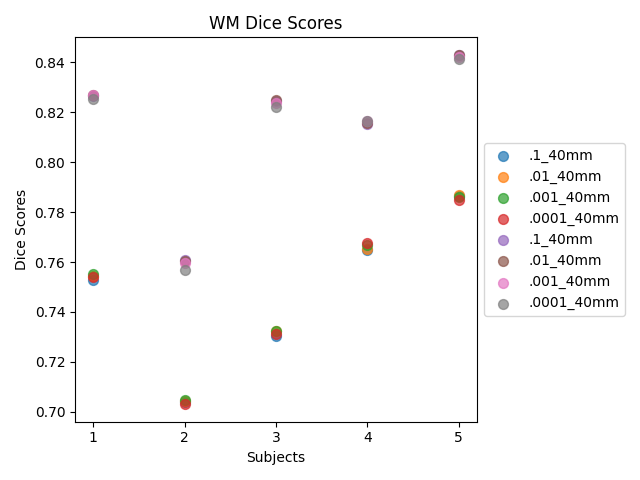 WM Dice Scores
0.84
0.82
0.80
0.78
0.76
0.74
0.72
0.70
Dice Scores
1 2 3 4 5
Subjects
.1_40mm
.01_40mm
.001_40mm
.0001_40mm
.1_40mm
.01_40mm
.001_40mm
.0001_40mm